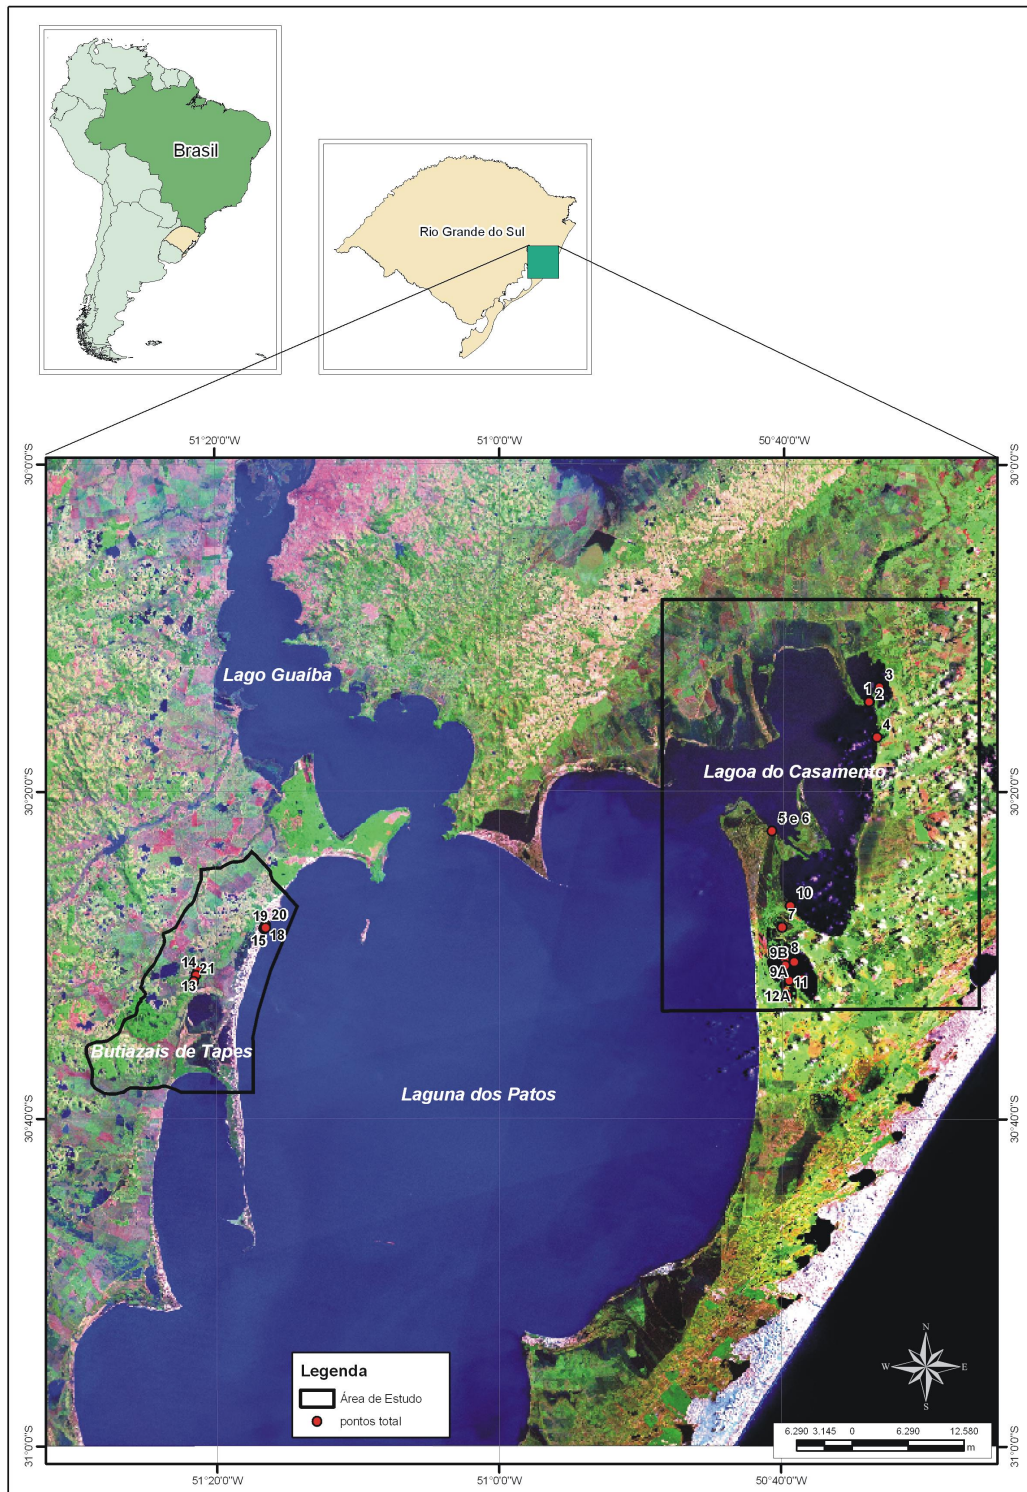 Brasil
Rio Grande do Sul
51°20'0"W
51°0'0"W
50°40'0"W
30°0'0"S
30°0'0"S
Lago Guaíba
3
1
2
4
Lagoa do Casamento
30°20'0"S
30°20'0"S
5 e 6
10
7
19
20
15
18
14
21
13
9B
8
9A
11
12A
Butiazais de Tapes
Laguna dos Patos
30°40'0"S
30°40'0"S
Legenda
Área de Estudo
pontos total
N
W
E
S
6.290 3.145 0 6.290 12.580
m
31°0'0"S
31°0'0"S
51°20'0"W
51°0'0"W
50°40'0"W